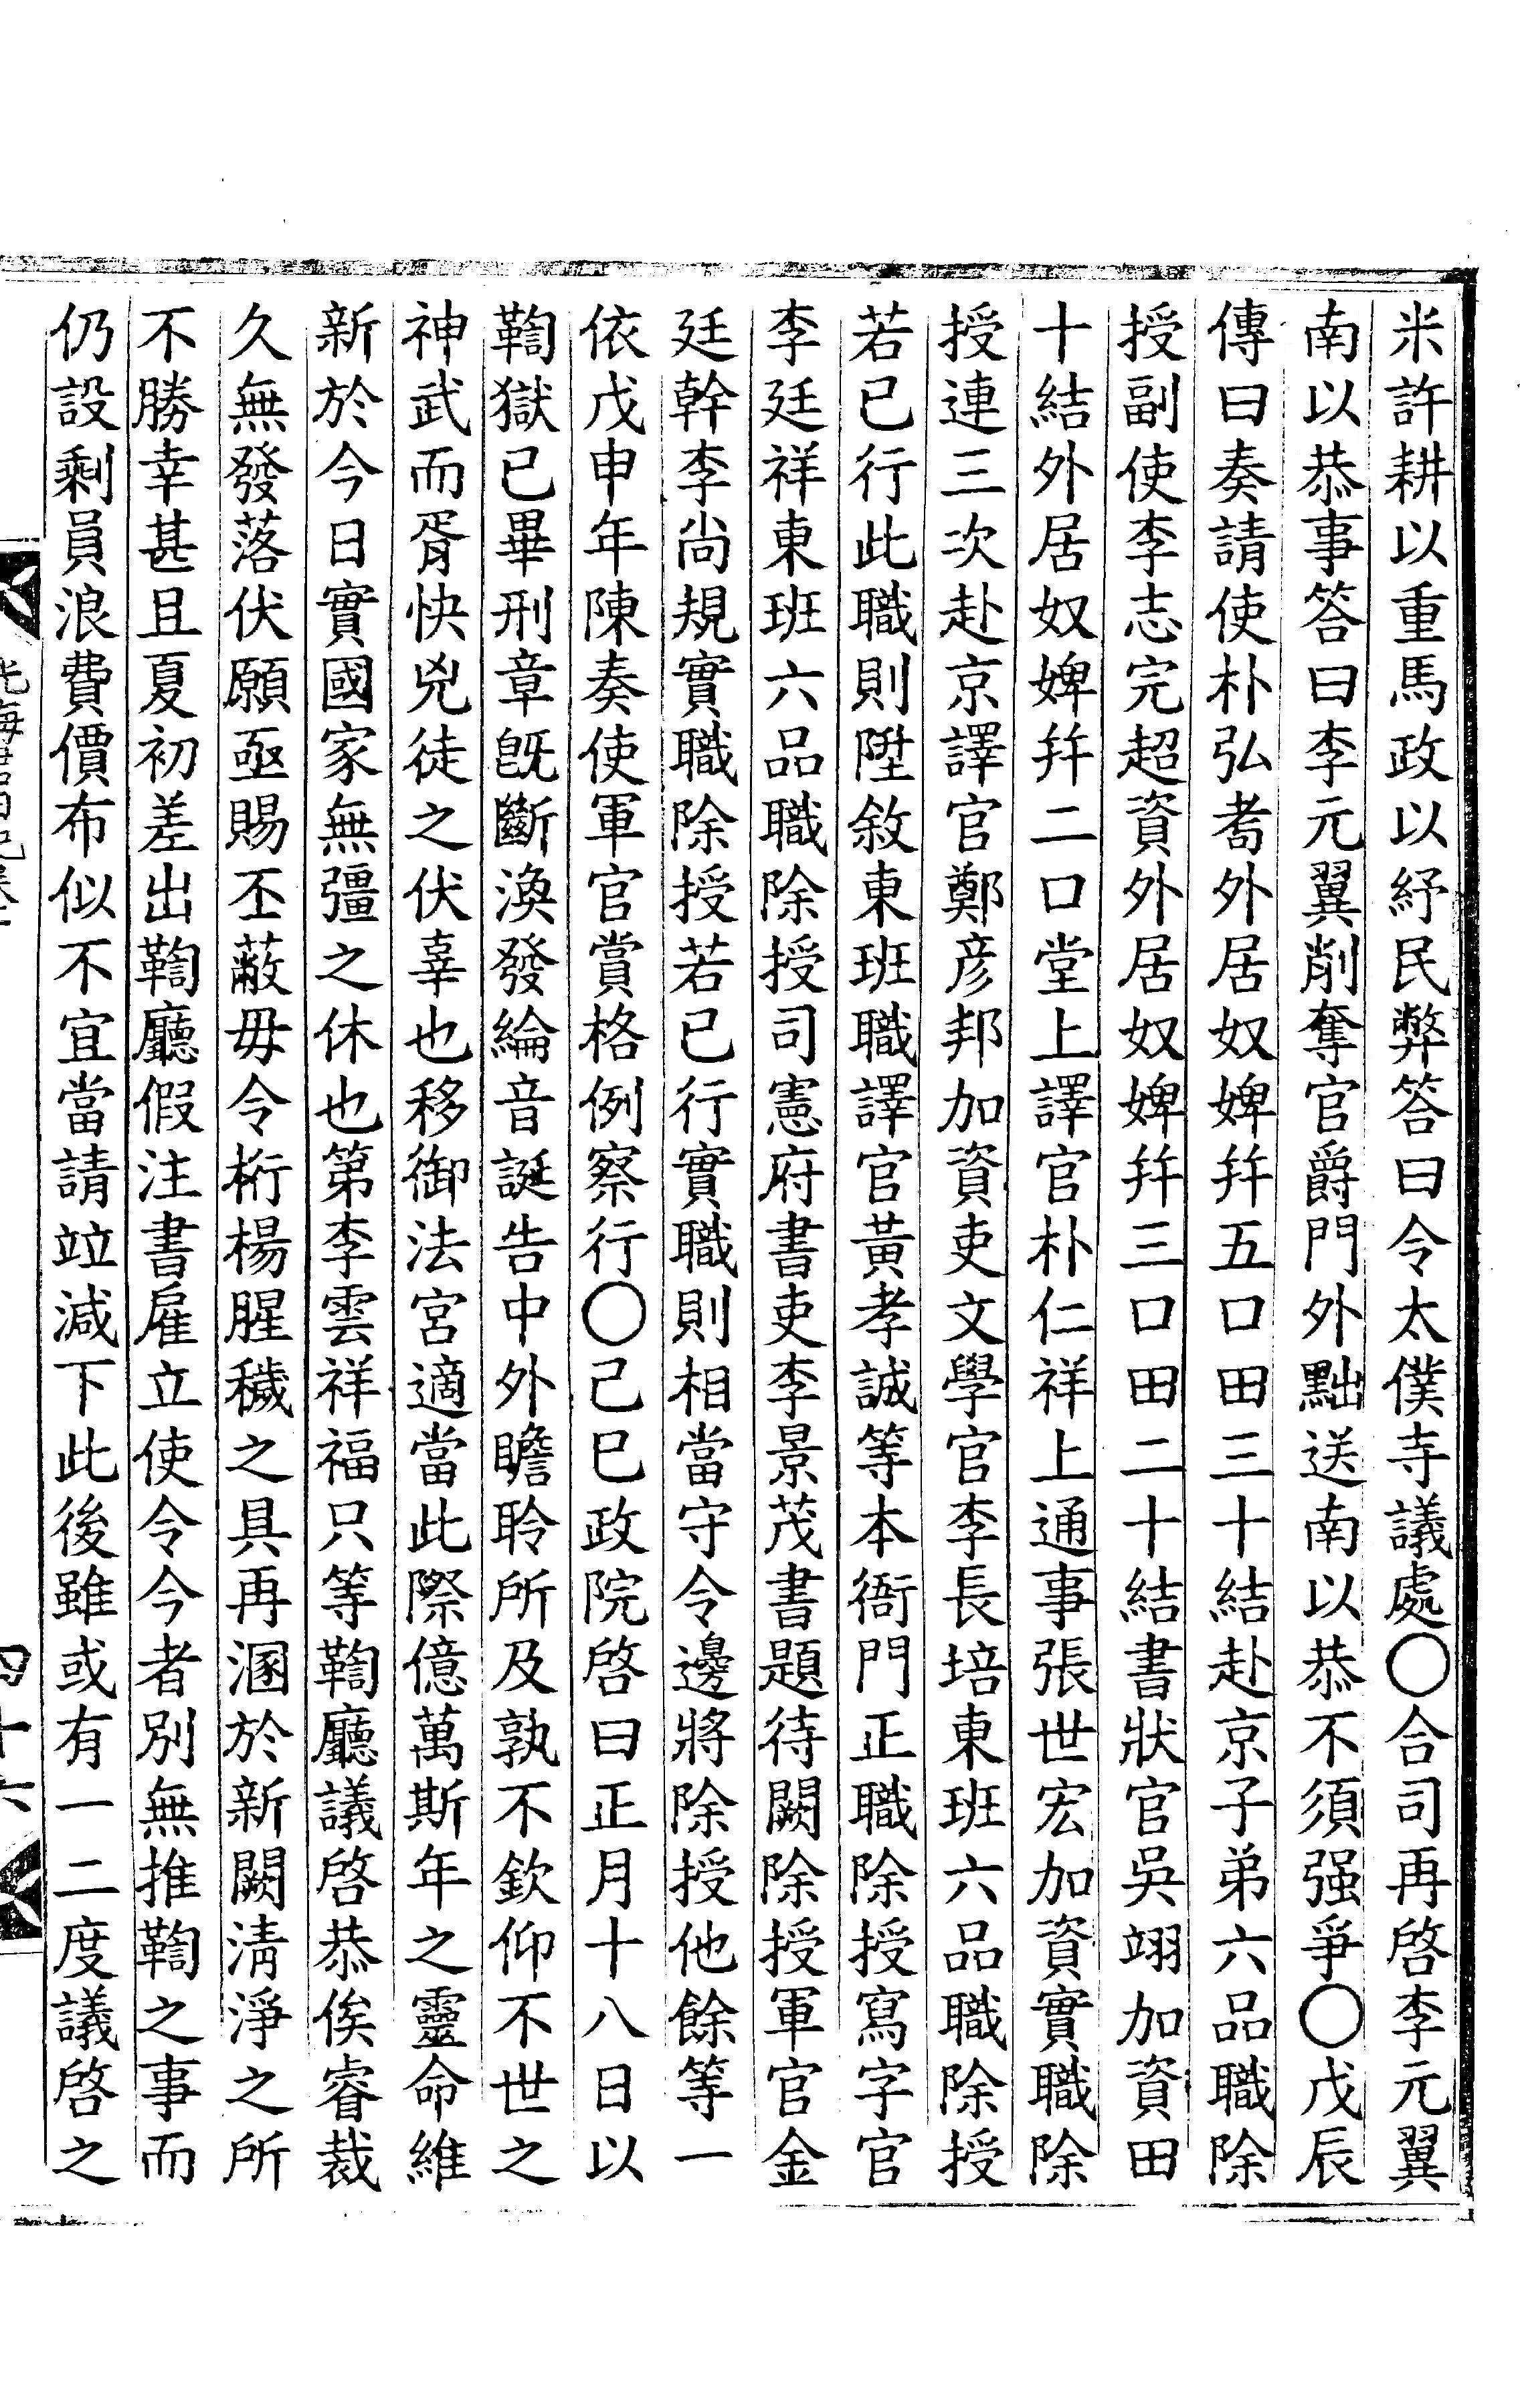 米許耕以重馬政以紓民弊答曰令太僕寺議處○合司再啓李元翼
南以恭事答曰李元翼削奪官爵門外黜送南以恭不須强爭○戊辰
傳曰奏請使朴弘耈外居奴婢幷五口田三十結赴京子弟六品職除
授副使李志完超資外居奴婢幷三口田二十結書狀官吳翊加資田
十結外居奴婢幷二口堂上譯官朴仁祥上通事張世宏加資實職除
授連三次赴京譯官鄭彦邦加資吏文學官李長培東班六品職除授
若已行此職則陞敍東班職譯官黃孝誠等本衙門正職除授寫字官
李廷祥東班六品職除授司憲府書吏李景茂書題待闕除授軍官金
廷幹李尙規實職除授若已行實職則相當守令邊將除授他餘等一
依戊申年陳奏使軍官賞格例察行○己巳政院啓曰正月十八日以
鞫獄已畢刑章旣斷渙發綸音誕告中外瞻聆所及孰不欽仰不世之
神武而胥快兇徒之伏辜也移御法宮適當此際億萬斯年之靈命維
新於今日實國家無彊之休也第李雲祥福只等鞫廳議啓恭俟睿裁
久無發落伏願亟賜丕蔽毋令桁楊腥穢之具再溷於新闕淸淨之所
不勝幸甚且夏初差出鞫廳假注書雇立使令今者別無推鞫之事而
仍設剩員浪費價布似不宜當請竝減下此後雖或有一二度議啓之